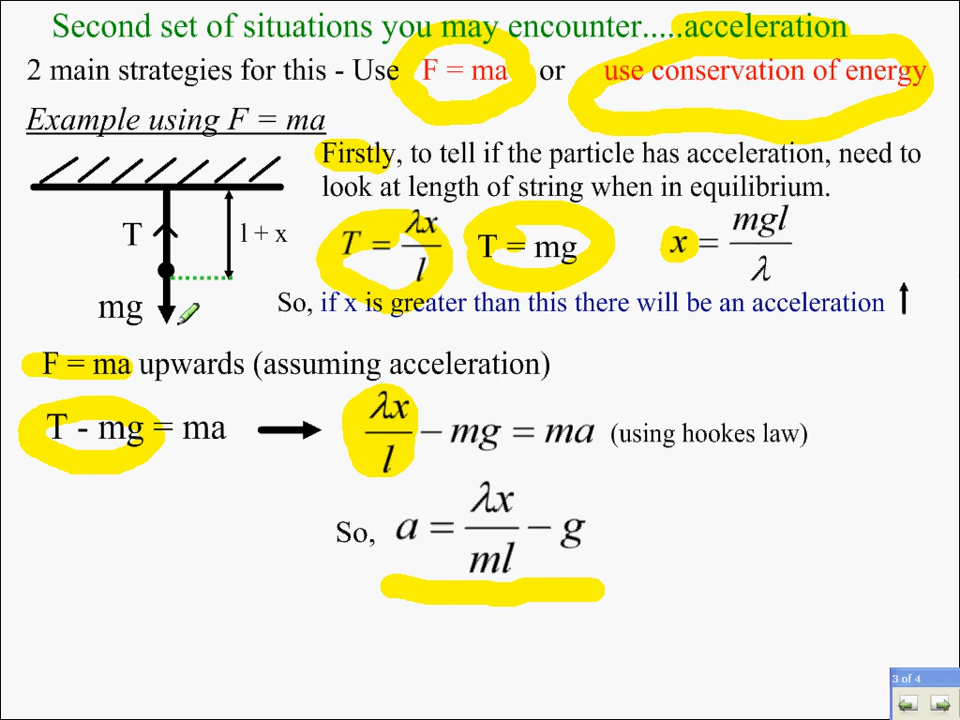 Second set of situations you may encounter.....acceleration
2 main strategies for this - Use F = ma or use conservation of energy
Example using F = ma
Firstly, to tell if the particle has acceleration, need to
look at length of string when in equilibrium.
T
l + x
T = λx/l
T = mg
x = mgl/λ
mg
So, if x is greater than this there will be an acceleration ↑
F = ma upwards (assuming acceleration)
T - mg = ma → λx/l − mg = ma (using hookes law)
So, a = λx/ml − g
3 of 4